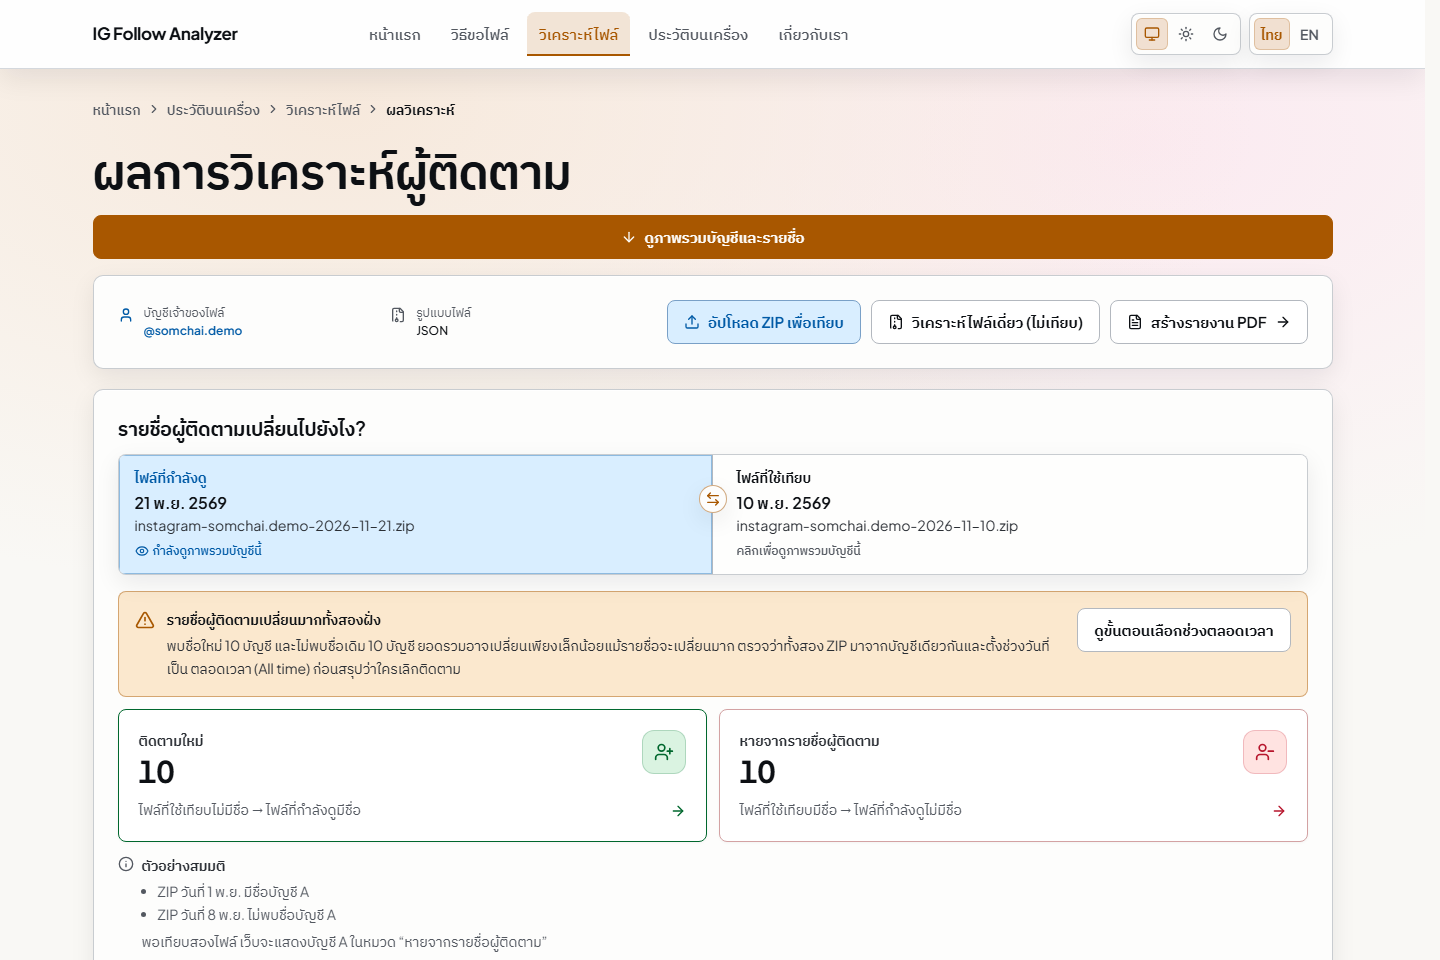 IG Follow Analyzer
หน้าแรก
วิธีขอไฟล์
วิเคราะห์ไฟล์
ประวัติบนเครื่อง
เกี่ยวกับเรา
ไทย
EN
หน้าแรก > ประวัติบนเครื่อง > วิเคราะห์ไฟล์ > ผลวิเคราะห์
ผลการวิเคราะห์ผู้ติดตาม
↓ ดูภาพรวมบัญชีและรายชื่อ
บัญชีเจ้าของไฟล์
@somchai.demo
รูปแบบไฟล์
JSON
อัปโหลด ZIP เพื่อเทียบ
วิเคราะห์ไฟล์เดี่ยว (ไม่เทียบ)
สร้างรายงาน PDF →
รายชื่อผู้ติดตามเปลี่ยนไปยังไง?
ไฟล์ที่กำลังดู
21 พ.ย. 2569
instagram-somchai.demo-2026-11-21.zip
กำลังดูภาพรวมบัญชีนี้
ไฟล์ที่ใช้เทียบ
10 พ.ย. 2569
instagram-somchai.demo-2026-11-10.zip
คลิกเพื่อดูภาพรวมบัญชีนี้
รายชื่อผู้ติดตามเปลี่ยนมากทั้งสองฝั่ง
พบชื่อใหม่ 10 บัญชี และไม่พบชื่อเดิม 10 บัญชี ยอดรวมอาจเปลี่ยนเพียงเล็กน้อยแม้รายชื่อจะเปลี่ยนมาก ตรวจว่าทั้งสอง ZIP มาจากบัญชีเดียวกันและตั้งช่วงวันที่
เป็น ตลอดเวลา (All time) ก่อนสรุปว่าใครเลิกติดตาม
ดูขั้นตอนเลือกช่วงตลอดเวลา
ติดตามใหม่
10
ไฟล์ที่ใช้เทียบไม่มีชื่อ → ไฟล์ที่กำลังดูมีชื่อ →
หายจากรายชื่อผู้ติดตาม
10
ไฟล์ที่ใช้เทียบมีชื่อ → ไฟล์ที่กำลังดูไม่มีชื่อ →
ตัวอย่างสมมติ
• ZIP วันที่ 1 พ.ย. มีชื่อบัญชี A
• ZIP วันที่ 8 พ.ย. ไม่พบชื่อบัญชี A
พอเทียบสองไฟล์ เว็บจะแสดงบัญชี A ในหมวด “หายจากรายชื่อผู้ติดตาม”